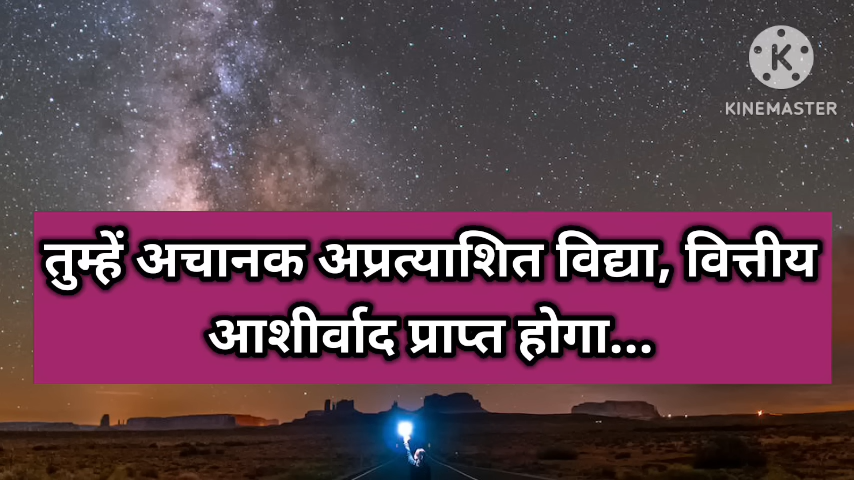 KINEMASTER
तुम्हें अचानक अप्रत्याशित विद्या, वित्तीय
आशीर्वाद प्राप्त होगा...